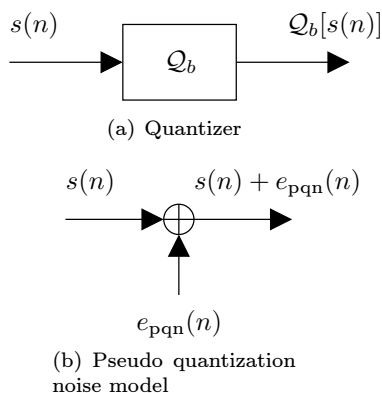 s(n)
𝒬_b
𝒬_b[s(n)]
(a) Quantizer
s(n)
s(n) + e_pqn(n)
e_pqn(n)
(b) Pseudo quantization
noise model